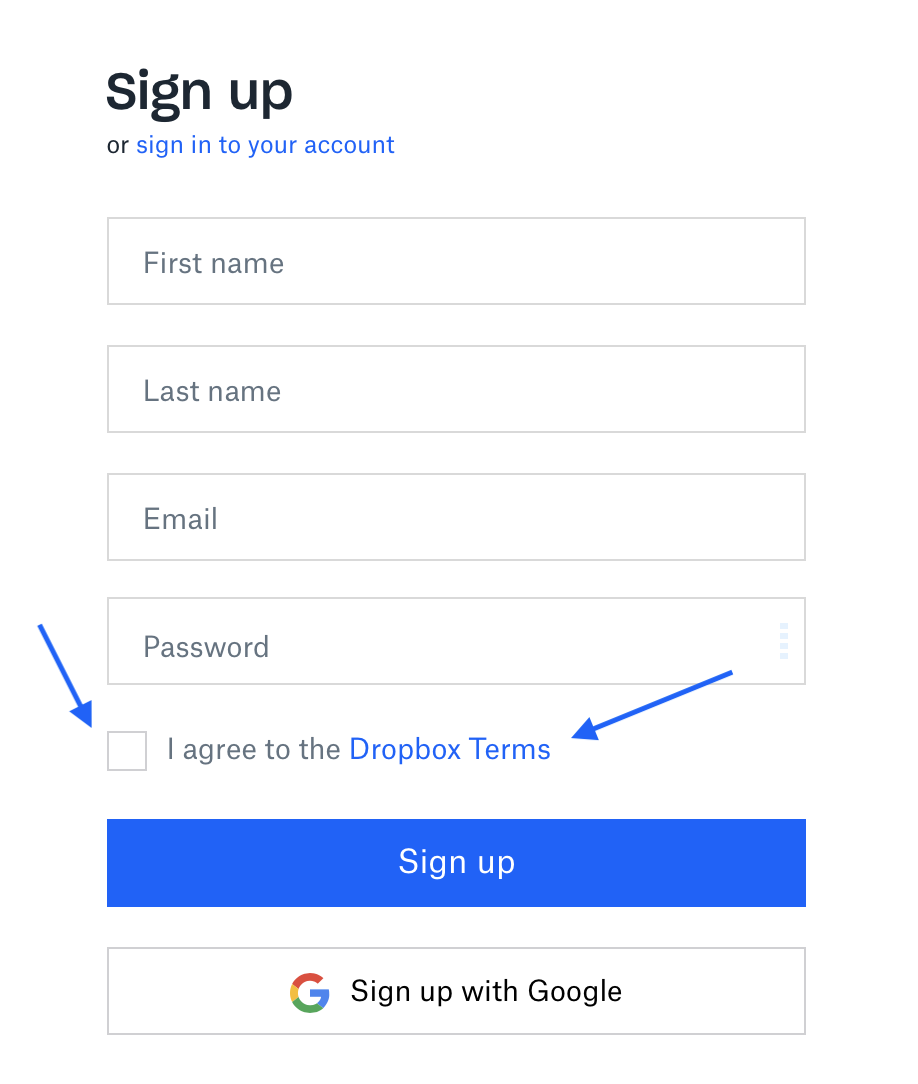 Sign up
or sign in to your account
First name
Last name
Email
Password
I agree to the Dropbox Terms
Sign up
Sign up with Google